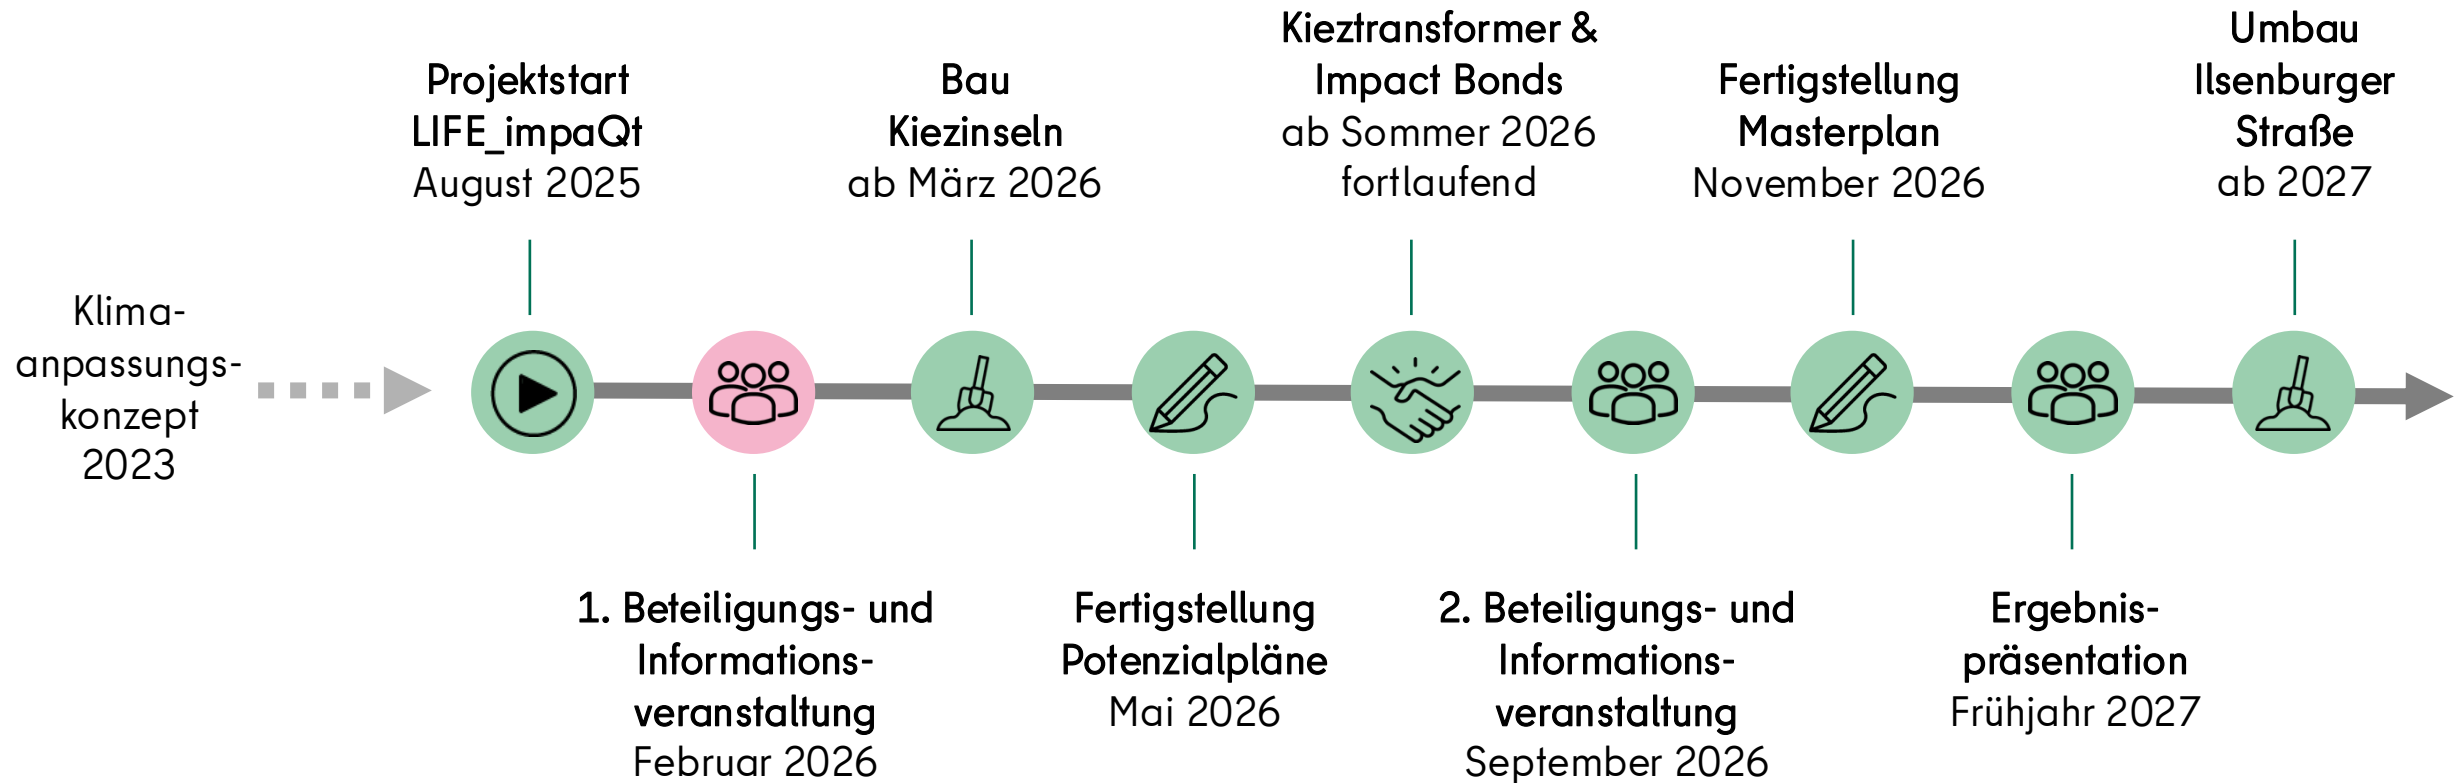 Klima-
anpassungs-
konzept
2023
Projektstart
LIFE_impaQt
August 2025
1. Beteiligungs- und
Informations-
veranstaltung
Februar 2026
Bau
Kiezinseln
ab März 2026
Fertigstellung
Potenzialpläne
Mai 2026
Kieztransformer &
Impact Bonds
ab Sommer 2026
fortlaufend
2. Beteiligungs- und
Informations-
veranstaltung
September 2026
Fertigstellung
Masterplan
November 2026
Ergebnis-
präsentation
Frühjahr 2027
Umbau
Ilsenburger
Straße
ab 2027